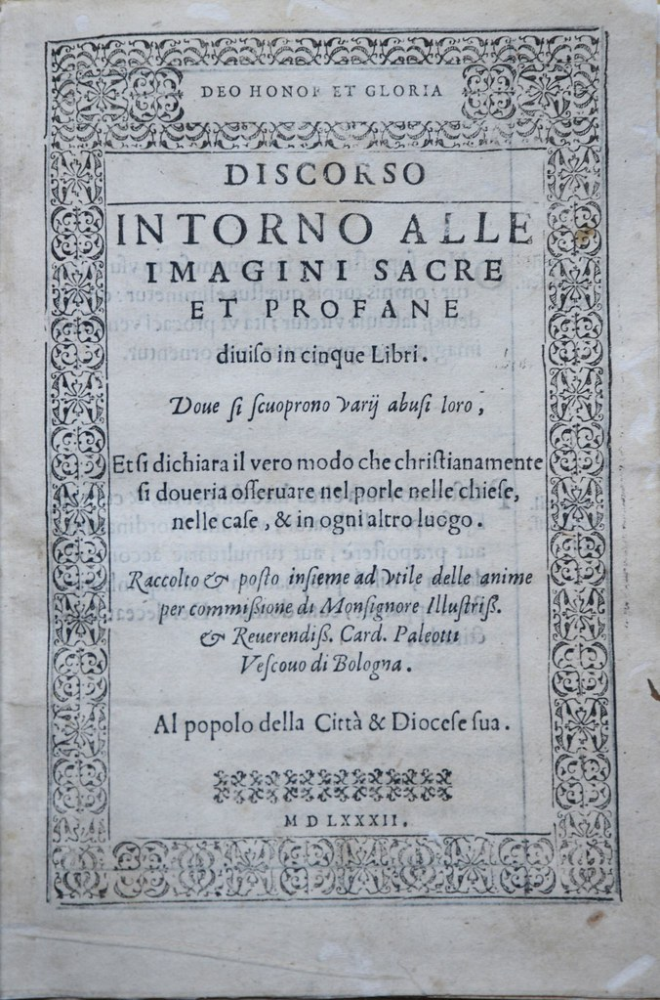 DEO HONOR ET GLORIA
DISCORSO
INTORNO ALLE
IMAGINI SACRE
ET PROFANE
diuiſo in cinque Libri.
Doue ſi ſcuoprono varij abuſi loro,
Et ſi dichiara il vero modo che chriſtianamente
ſi doueria oſſeruare nel porle nelle chieſe,
nelle caſe, & in ogni altro luogo.
Raccolto & poſto inſieme ad vtile delle anime
per commiſſione di Monſignore Illuſtriſſ.
& Reuerendiſſ. Card. Paleotti
Veſcouo di Bologna.
Al popolo della Città & Dioceſe ſua.
M D LXXXII.